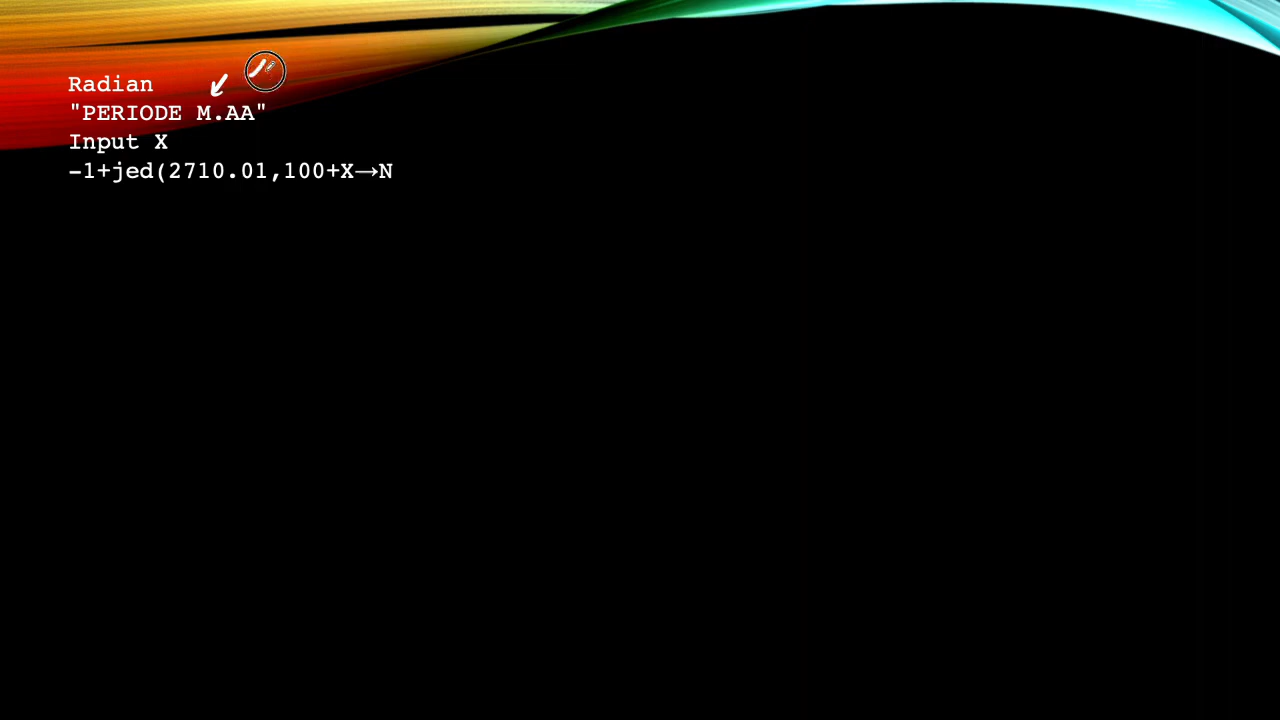 Radian
"PERIODE M.AA"
Input X
-1+jed(2710.01,100+X→N